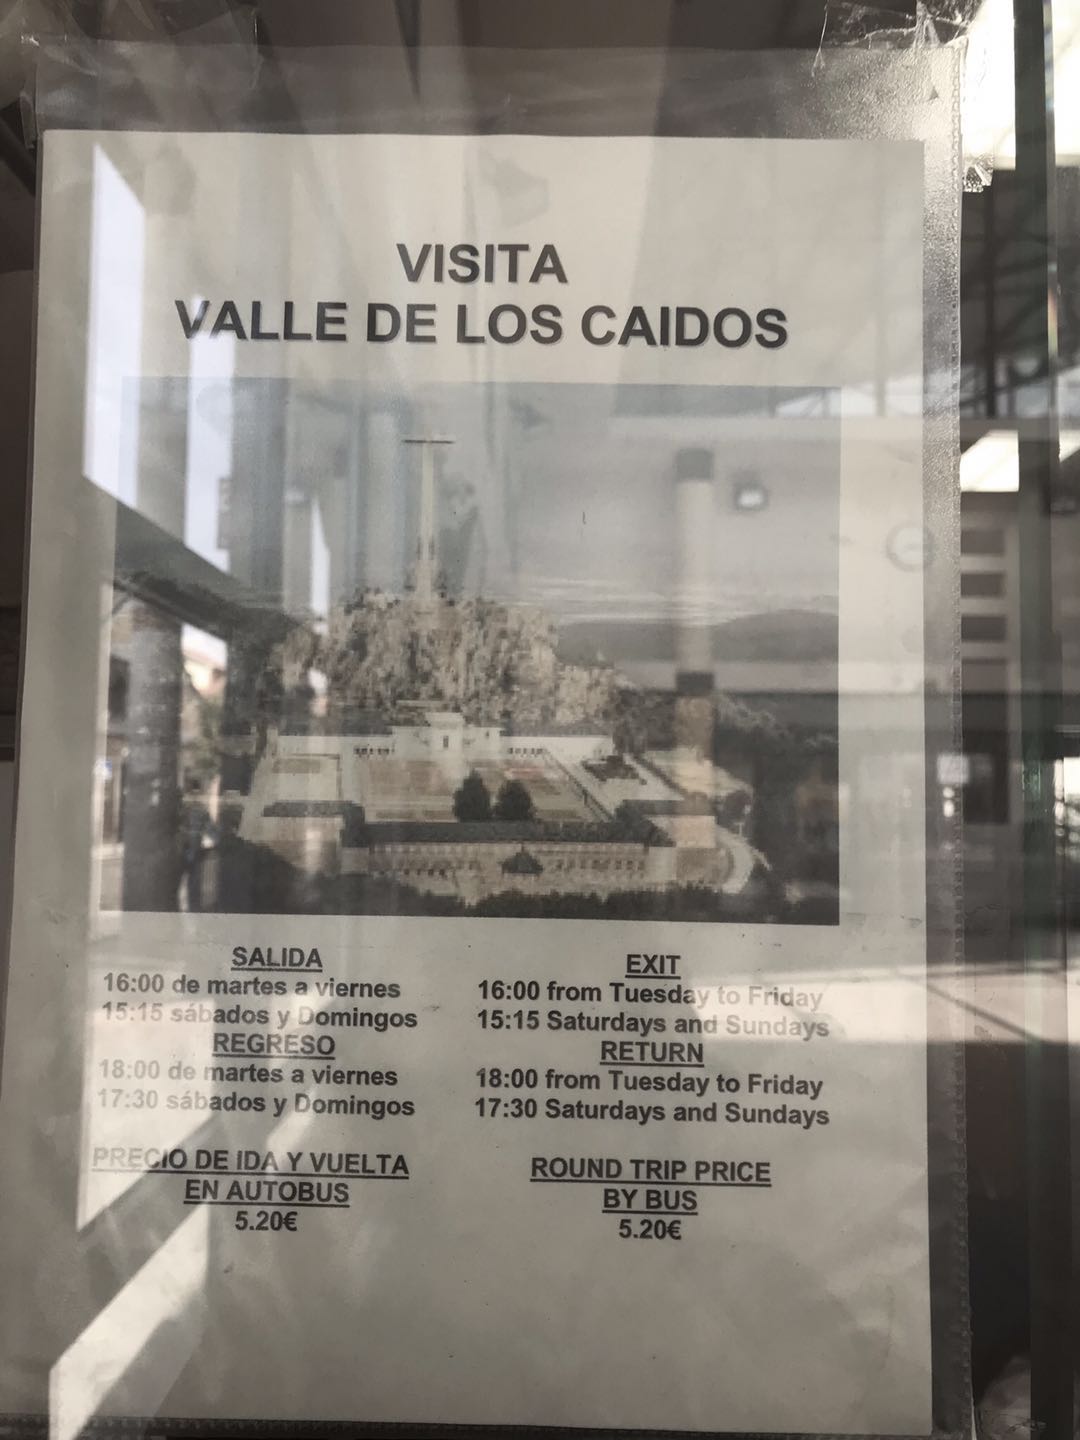 VISITA
VALLE DE LOS CAIDOS
SALIDA
16:00 de martes a viernes
15:15 sábados y Domingos
REGRESO
18:00 de martes a viernes
17:30 sábados y Domingos
PRECIO DE IDA Y VUELTA
EN AUTOBUS
5.20€
EXIT
16:00 from Tuesday to Friday
15:15 Saturdays and Sundays
RETURN
18:00 from Tuesday to Friday
17:30 Saturdays and Sundays
ROUND TRIP PRICE
BY BUS
5.20€